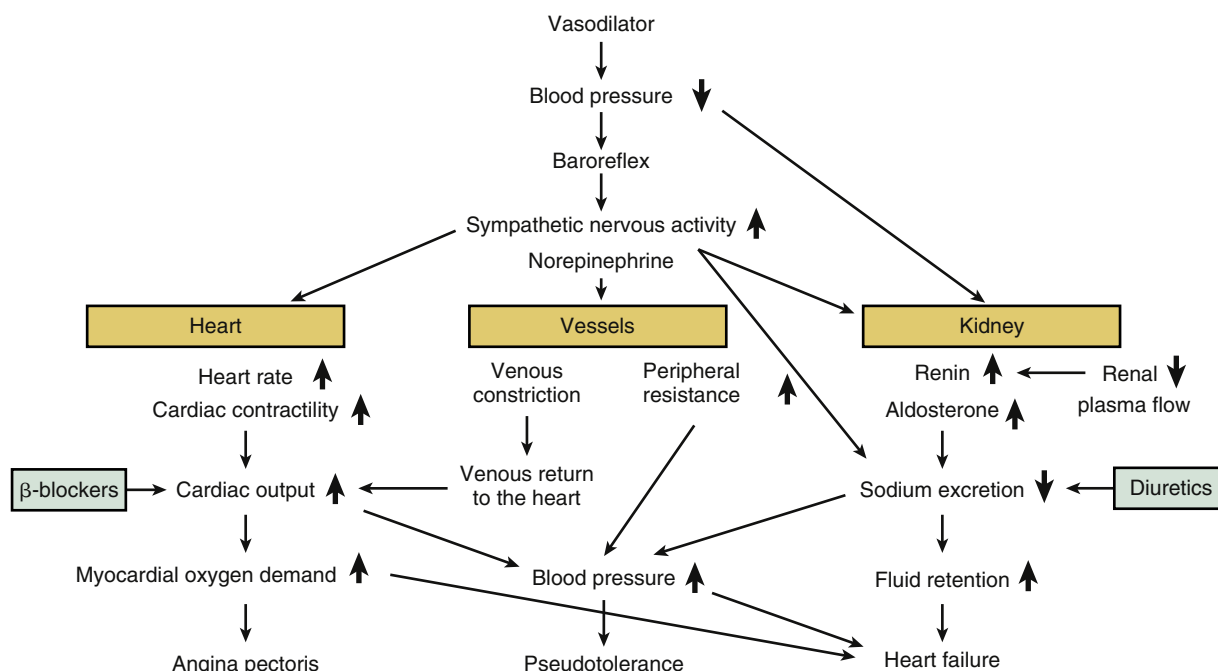 Vasodilator
Blood pressure
Baroreflex
Sympathetic nervous activity
Norepinephrine
Heart
Vessels
Kidney
Heart rate
Cardiac contractility
Venous
constriction
Peripheral
resistance
Renin
Renal
plasma flow
Aldosterone
β-blockers
Cardiac output
Venous return
to the heart
Sodium excretion
Diuretics
Myocardial oxygen demand
Blood pressure
Fluid retention
Angina pectoris
Pseudotolerance
Heart failure